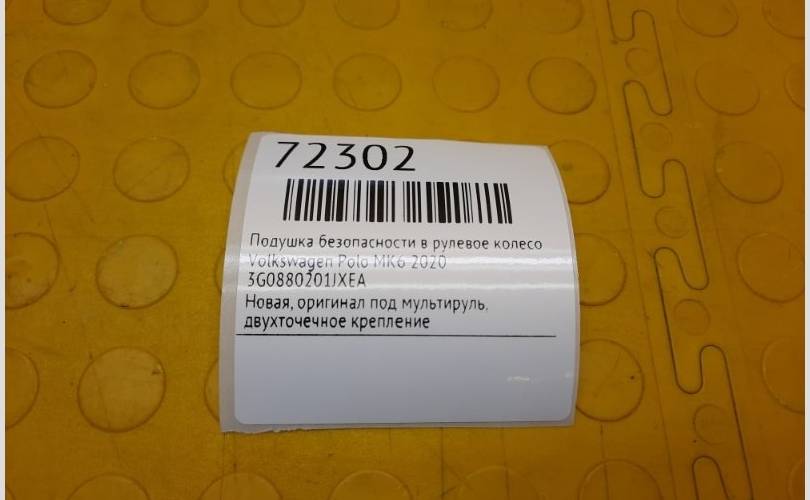 72302
Подушка безопасности в рулевое колесо
Volkswagen Polo MK6 2020
3G0880201JXEA
Новая, оригинал под мультируль,
двухточечное крепление